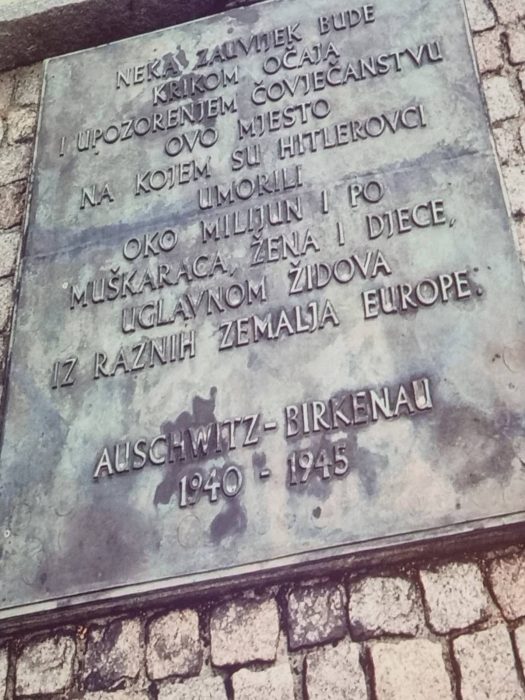 NEKA ZAUVIJEK BUDE
KRIKOM OČAJA
I UPOZORENJEM ČOVJEČANSTVU
OVO MJESTO
NA KOJEM SU HITLEROVCI
UMORILI
OKO MILIJUN I PO
MUŠKARACA, ŽENA I DJECE,
UGLAVNOM ŽIDOVA
IZ RAZNIH ZEMALJA EUROPE.
AUSCHWITZ-BIRKENAU
1940 - 1945